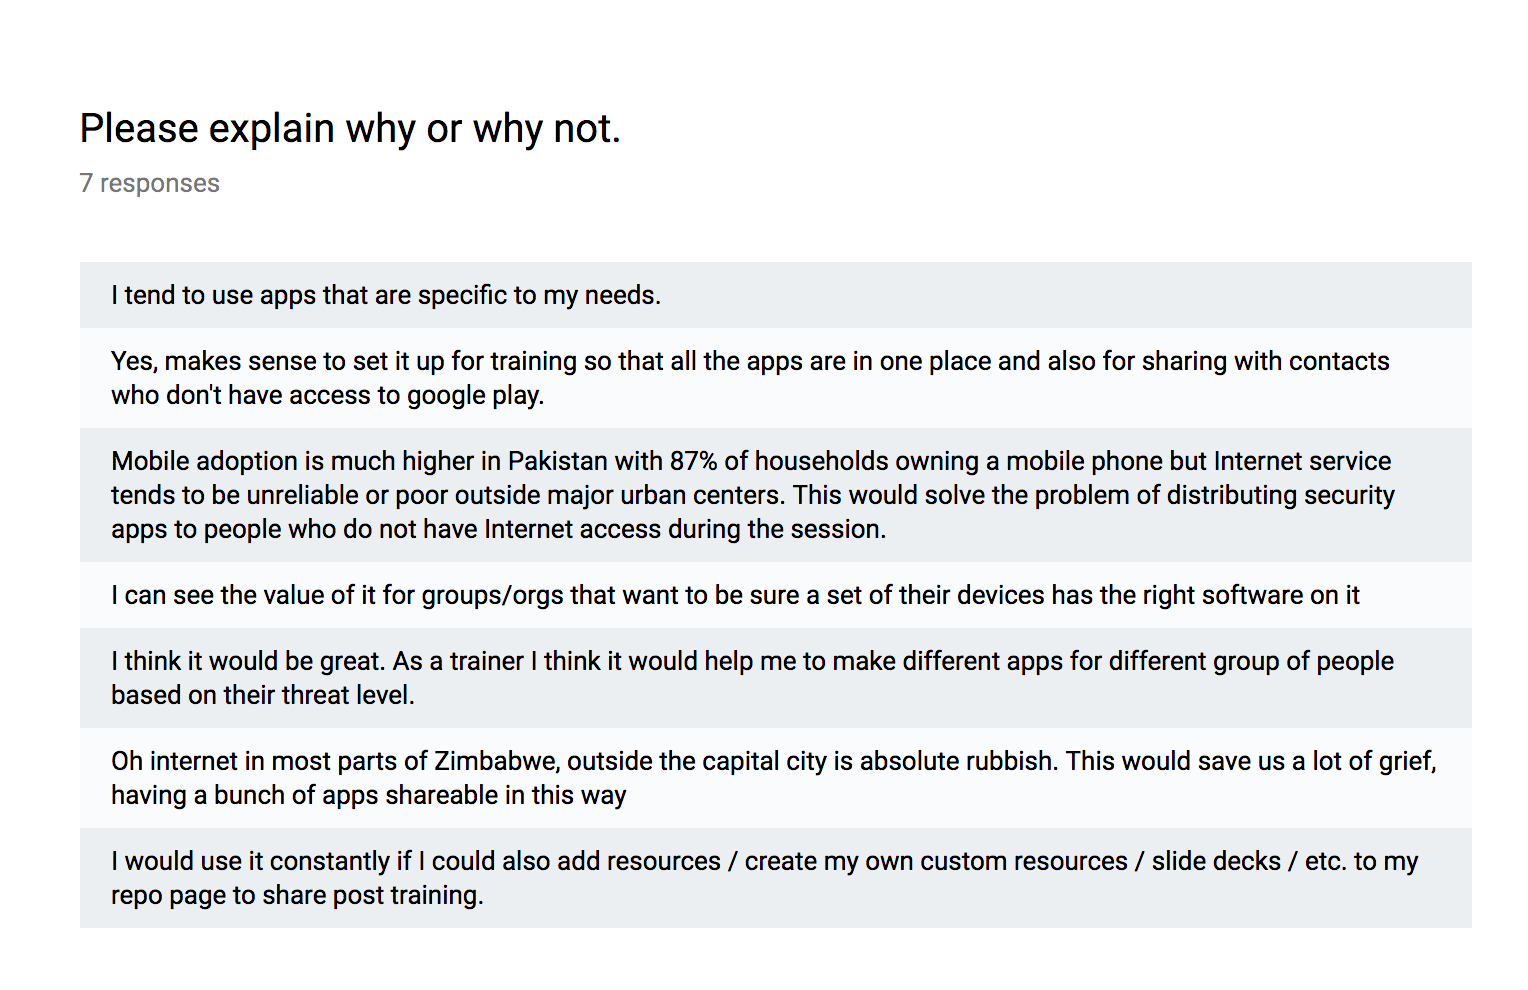 Please explain why or why not.
7 responses
I tend to use apps that are specific to my needs.
Yes, makes sense to set it up for training so that all the apps are in one place and also for sharing with contacts
who don't have access to google play.
Mobile adoption is much higher in Pakistan with 87% of households owning a mobile phone but Internet service
tends to be unreliable or poor outside major urban centers. This would solve the problem of distributing security
apps to people who do not have Internet access during the session.
I can see the value of it for groups/orgs that want to be sure a set of their devices has the right software on it
I think it would be great. As a trainer I think it would help me to make different apps for different group of people
based on their threat level.
Oh internet in most parts of Zimbabwe, outside the capital city is absolute rubbish. This would save us a lot of grief,
having a bunch of apps shareable in this way
I would use it constantly if I could also add resources / create my own custom resources / slide decks / etc. to my
repo page to share post training.